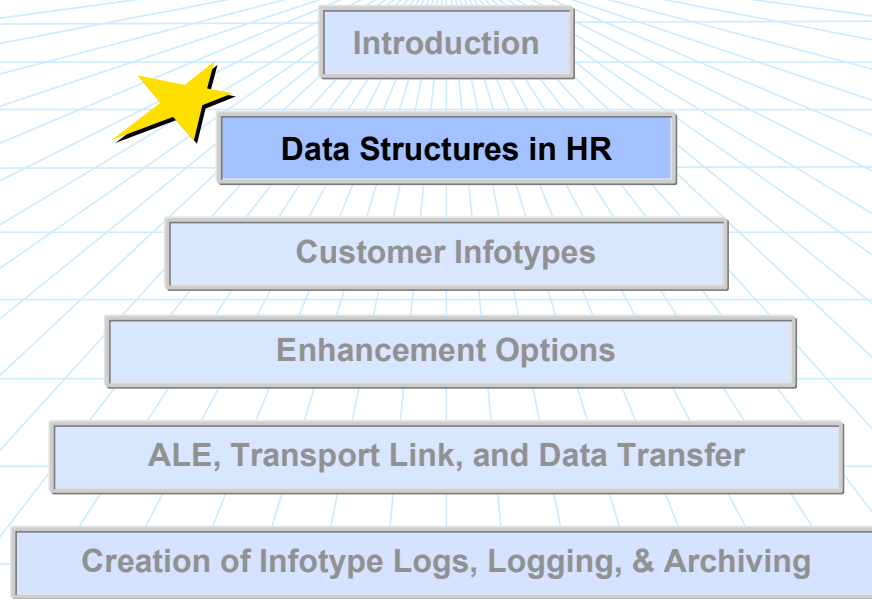 Introduction
Data Structures in HR
Customer Infotypes
Enhancement Options
ALE, Transport Link, and Data Transfer
Creation of Infotype Logs, Logging, & Archiving